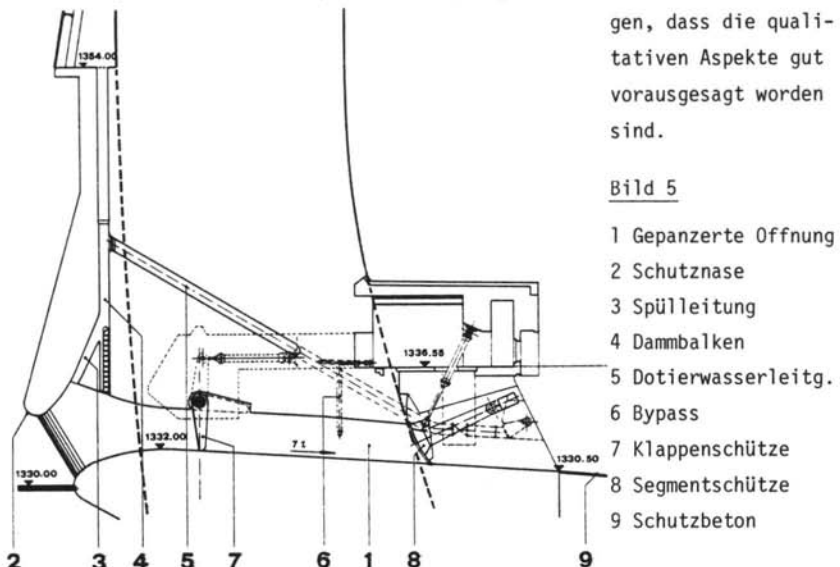 gen, dass die quali-
tativen Aspekte gut
vorausgesagt worden
sind.
Bild 5
1 Gepanzerte Offnung
2 Schutznase
3 Spülleitung
4 Dammbalken
5 Dotierwasserleitg.
6 Bypass
7 Klappenschütze
8 Segmentschütze
9 Schutzbeton
1354.00
1336.55
1332.00
7 %
1330.00
1330.50
2 3 4 5 7 6 1 8 9